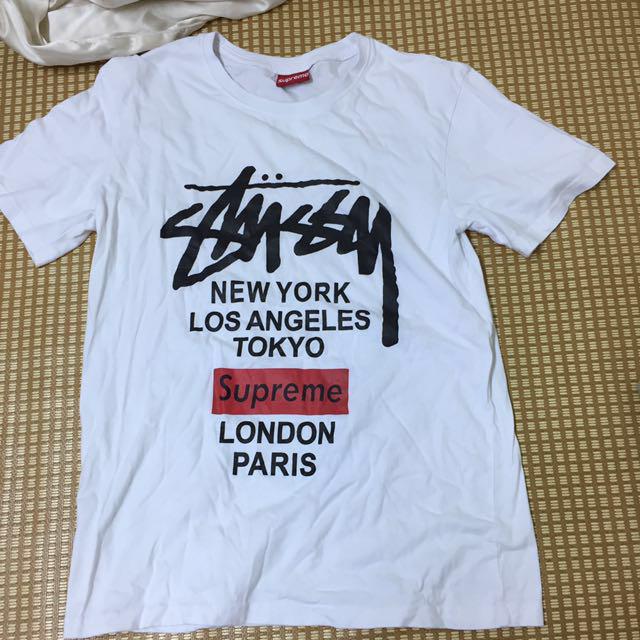 Supreme
Stüssy
NEW YORK
LOS ANGELES
TOKYO
Supreme
LONDON
PARIS